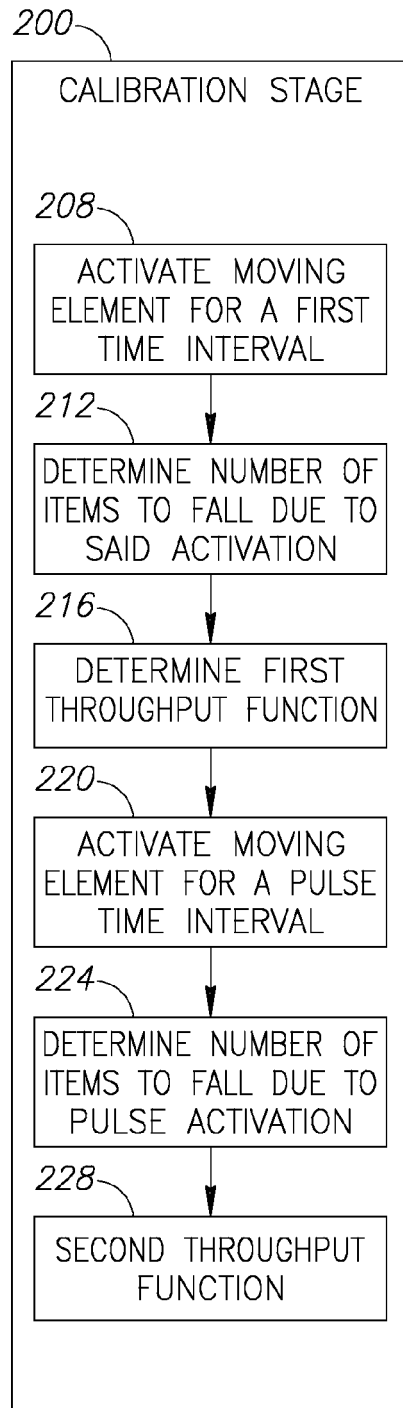 200
CALIBRATION STAGE
208
ACTIVATE MOVING
ELEMENT FOR A FIRST
TIME INTERVAL
212
DETERMINE NUMBER OF
ITEMS TO FALL DUE TO
SAID ACTIVATION
216
DETERMINE FIRST
THROUGHPUT FUNCTION
220
ACTIVATE MOVING
ELEMENT FOR A PULSE
TIME INTERVAL
224
DETERMINE NUMBER OF
ITEMS TO FALL DUE TO
PULSE ACTIVATION
228
SECOND THROUGHPUT
FUNCTION